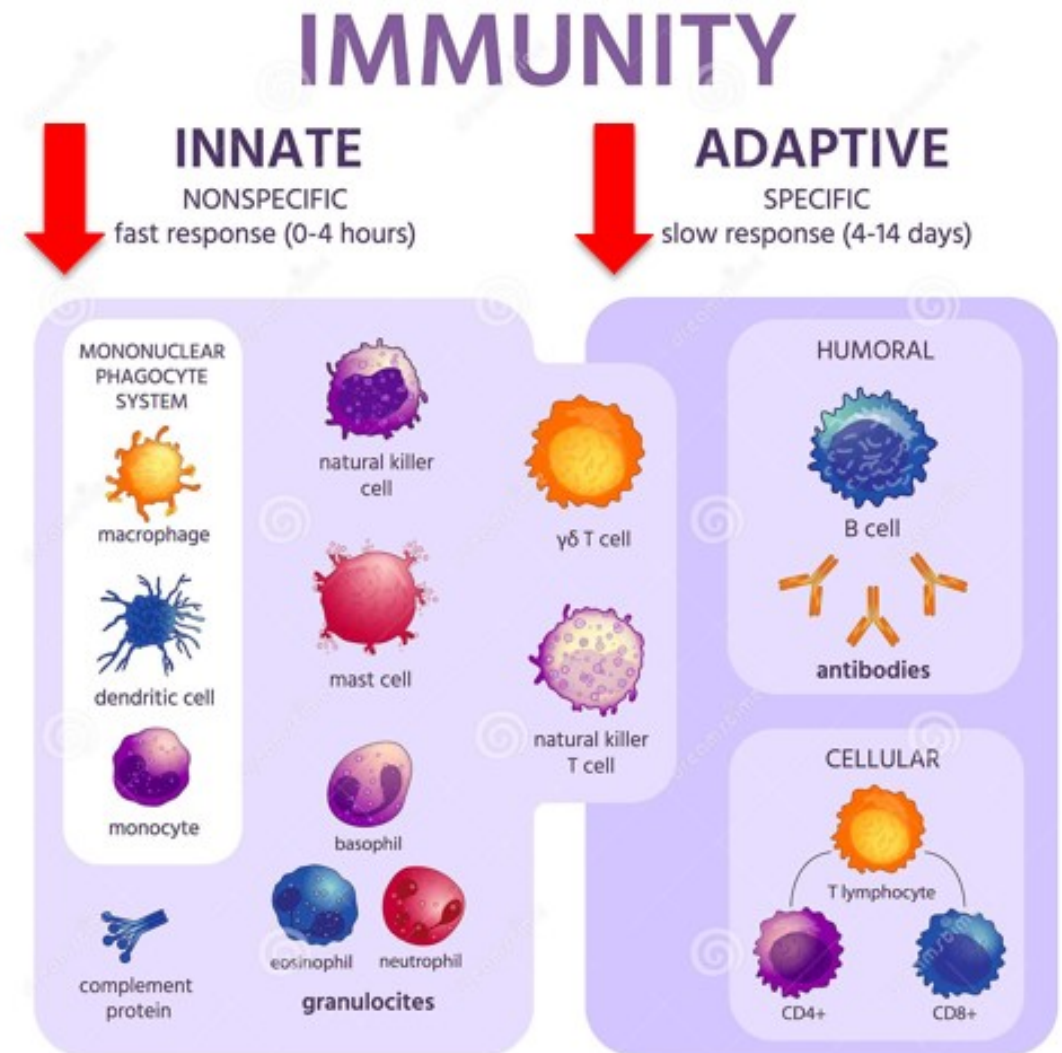 IMMUNITY
INNATE
NONSPECIFIC
fast response (0-4 hours)
ADAPTIVE
SPECIFIC
slow response (4-14 days)
MONONUCLEAR
PHAGOCYTE
SYSTEM
macrophage
dendritic cell
monocyte
complement
protein
natural killer
cell
mast cell
basophil
eosinophil
neutrophil
granulocites
γδ T cell
natural killer
T cell
HUMORAL
B cell
antibodies
CELLULAR
T lymphocyte
CD4+
CD8+